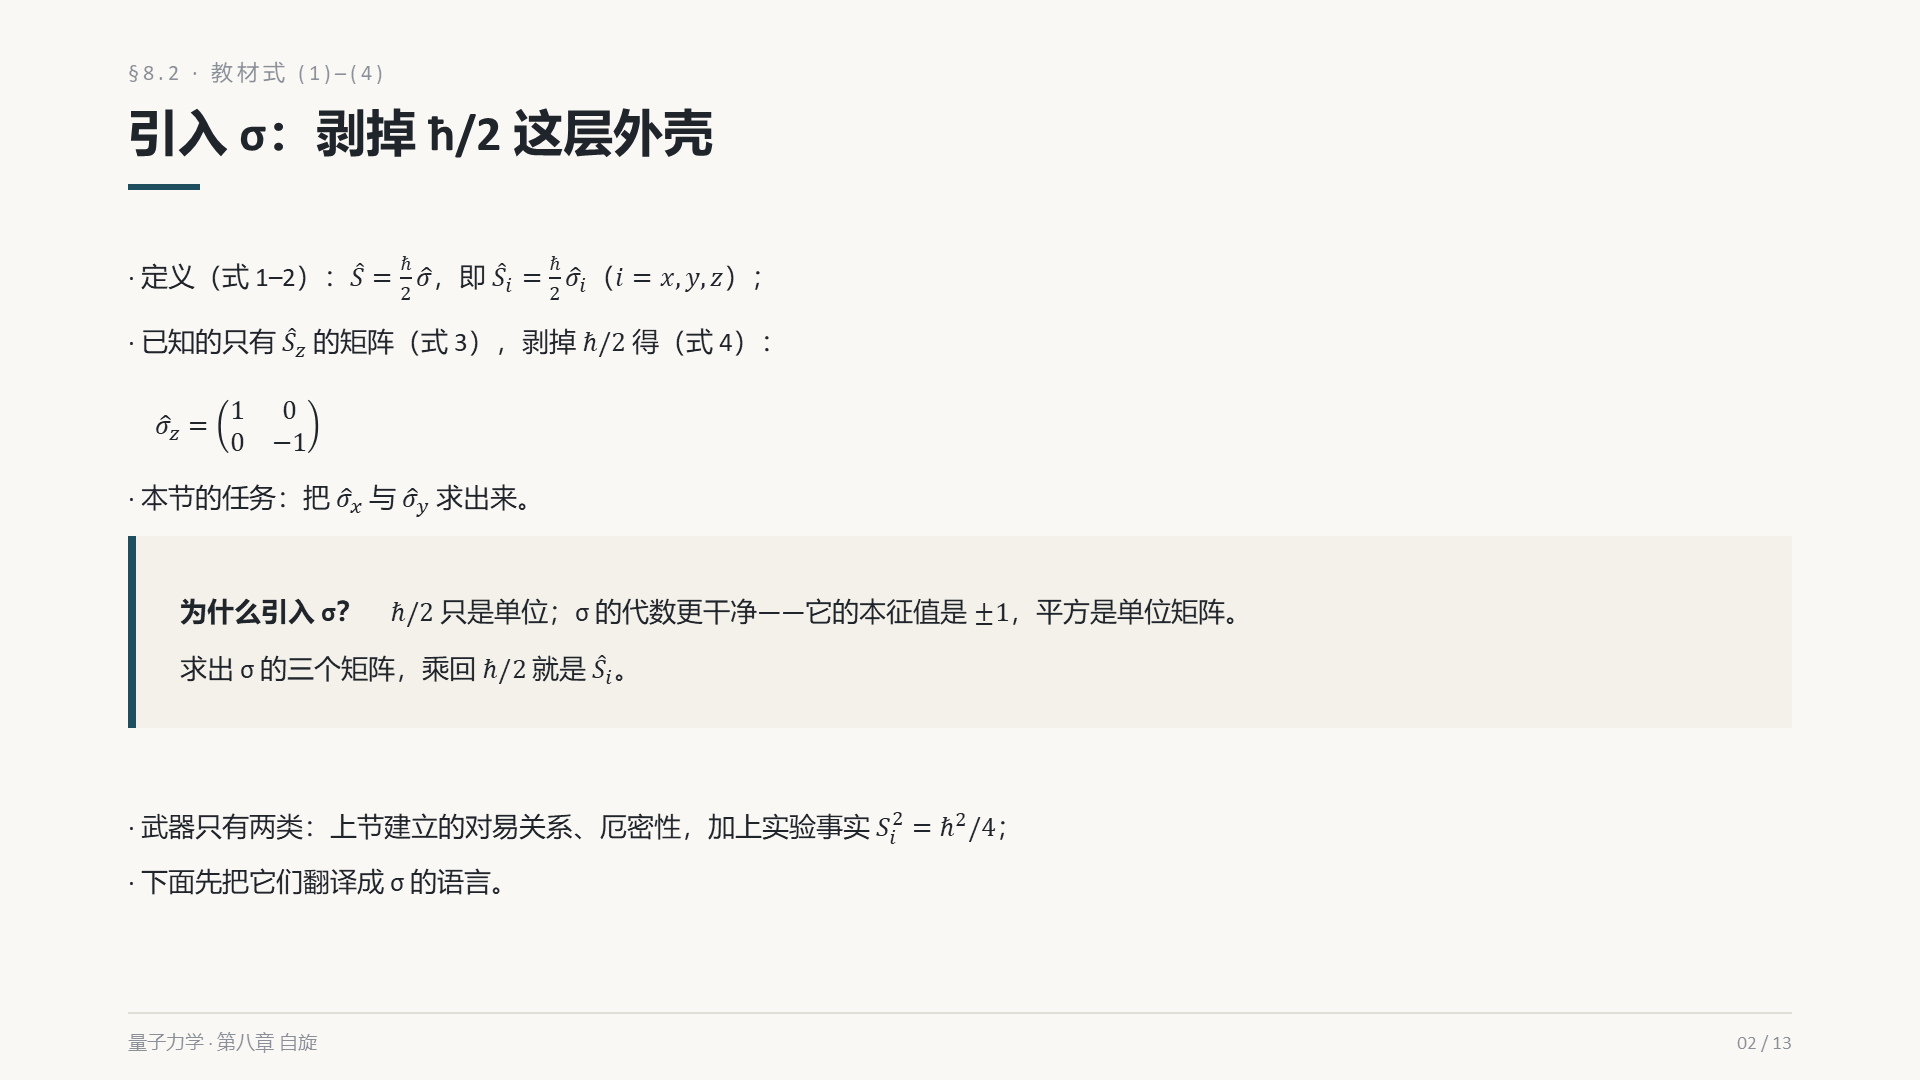 §8.2 · 教材式 (1)–(4)
引入 σ：剥掉 ħ/2 这层外壳
· 定义（式 1–2）：Ŝ = ħ/2 σ̂，即 Ŝᵢ = ħ/2 σ̂ᵢ（i = x, y, z）；
· 已知的只有 Ŝ_z 的矩阵（式 3），剥掉 ħ/2 得（式 4）：
σ̂_z = (1 0
0 −1)
· 本节的任务：把 σ̂_x 与 σ̂_y 求出来。
为什么引入 σ？ ħ/2 只是单位；σ 的代数更干净——它的本征值是 ±1，平方是单位矩阵。
求出 σ 的三个矩阵，乘回 ħ/2 就是 Ŝᵢ。
· 武器只有两类：上节建立的对易关系、厄密性，加上实验事实 Sᵢ² = ħ²/4；
· 下面先把它们翻译成 σ 的语言。
量子力学 · 第八章 自旋
02 / 13